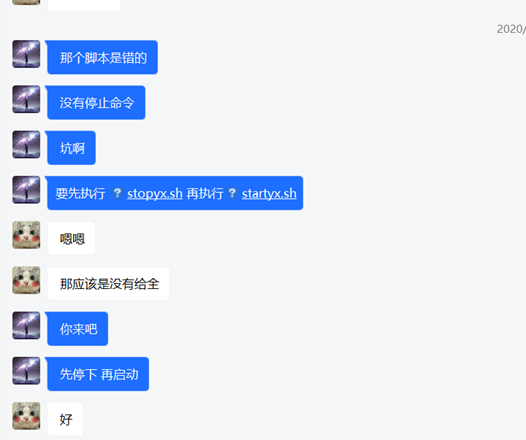 2020/
那个脚本是错的
没有停止命令
坑啊
要先执行 ? stopyx.sh 再执行 ? startyx.sh
嗯嗯
那应该是没有给全
你来吧
先停下 再启动
好